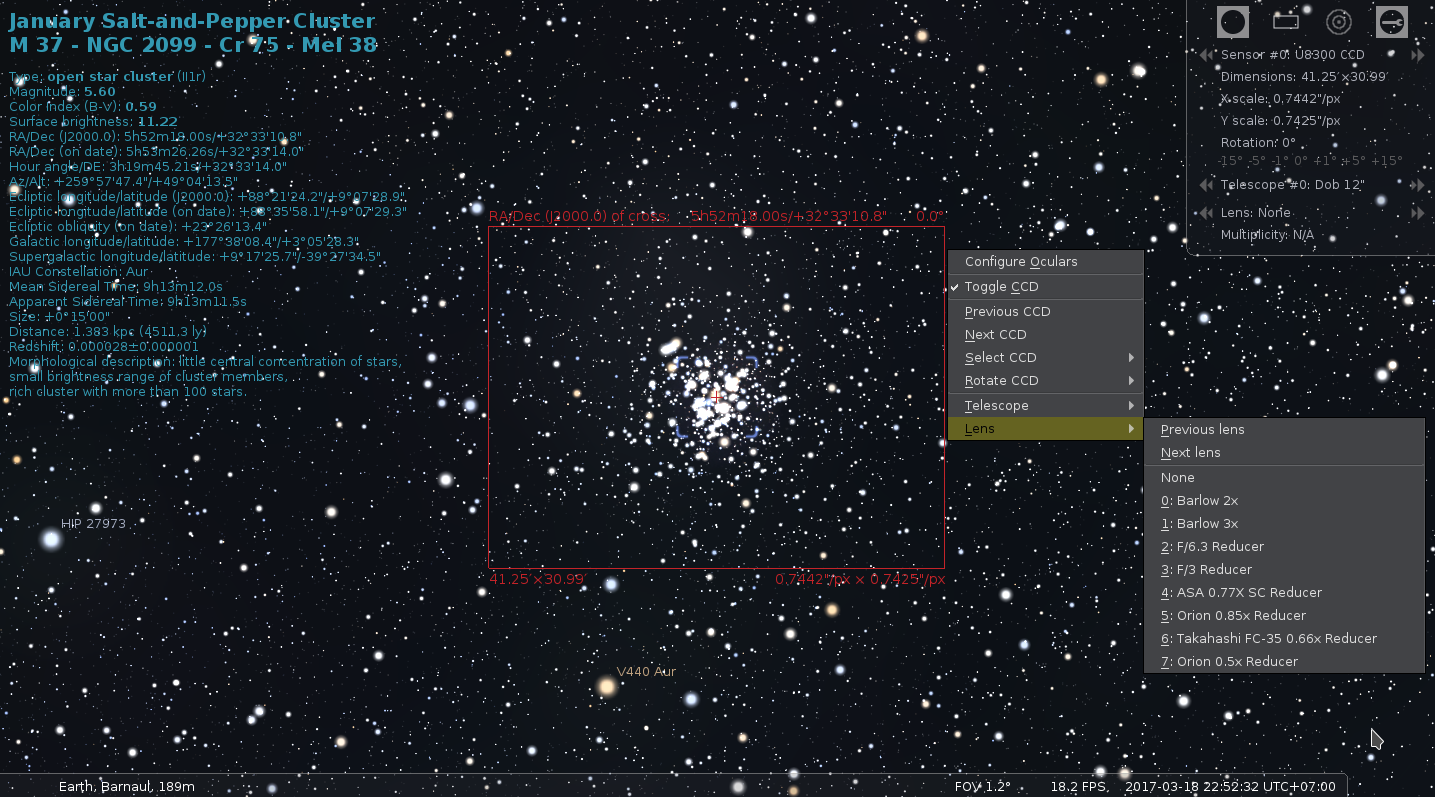 January Salt-and-Pepper Cluster
M 37 - NGC 2099 - Cr 75 - Mel 38
Type: open star cluster (II1r)
Magnitude: 5.60
Color Index (B-V): 0.59
Surface brightness: 11.22
RA/Dec (J2000.0): 5h52m18.00s/+32°33'10.8"
RA/Dec (on date): 5h53m26.26s/+32°33'14.0"
Hour angle/DE: 3h19m45.21s/+32°33'14.0"
Az/Alt: +259°57'47.4"/+49°04'13.5"
Ecliptic longitude/latitude (J2000.0): +88°21'24.2"/+9°07'28.9"
Ecliptic longitude/latitude (on date): +88°35'58.1"/+9°07'29.3"
Ecliptic obliquity (on date): +23°26'13.4"
Galactic longitude/latitude: +177°38'08.4"/+3°05'28.3"
Supergalactic longitude/latitude: +9°17'25.7"/-39°27'34.5"
IAU Constellation: Aur
Mean Sidereal Time: 9h13m12.0s
Apparent Sidereal Time: 9h13m11.5s
Size: +0°15'00"
Distance: 1.383 kpc (4511.3 ly)
Redshift: 0.000028±0.000001
Morphological description: little central concentration of stars,
small brightness range of cluster members,
rich cluster with more than 100 stars.
Sensor #0: U8300 CCD
Dimensions: 41.25'×30.99'
X scale: 0.7442"/px
Y scale: 0.7425"/px
Rotation: 0°
-15° -5° -1° 0° +1° +5° +15°
Telescope #0: Dob 12"
Lens: None
Multiplicity: N/A
RA/Dec (J2000.0) of cross: 5h52m18.00s/+32°33'10.8" 0.0°
41.25'×30.99'
0.7442"/px × 0.7425"/px
Configure Oculars
Toggle CCD
Previous CCD
Next CCD
Select CCD
Rotate CCD
Telescope
Lens
Previous lens
Next lens
None
0: Barlow 2x
1: Barlow 3x
2: F/6.3 Reducer
3: F/3 Reducer
4: ASA 0.77X SC Reducer
5: Orion 0.85x Reducer
6: Takahashi FC-35 0.66x Reducer
7: Orion 0.5x Reducer
HIP 27973
V440 Aur
Earth, Barnaul, 189m
FOV 1.2° 18.2 FPS, 2017-03-18 22:52:32 UTC+07:00